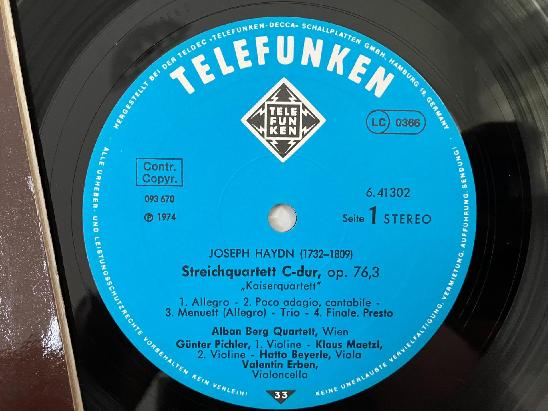 HERGESTELLT BEI DER TELDEC »TELEFUNKEN-DECCA« SCHALLPLATTEN GMBH, HAMBURG 19, GERMANY
TELEFUNKEN
TELE
FUN
KEN
LC 0366
Contr.
Copyr.
093 670
℗ 1974
6.41302
Seite 1 STEREO
JOSEPH HAYDN (1732-1809)
Streichquartett C-dur, op. 76,3
„Kaiserquartett"
1. Allegro - 2. Poco adagio, cantabile -
3. Menuett (Allegro) - Trio - 4. Finale. Presto
Alban Berg Quartett, Wien
Günter Pichler, 1. Violine - Klaus Maetzl,
2. Violine - Hatto Beyerle, Viola
Valentin Erben,
Violoncello
33
ALLE URHEBER- UND LEISTUNGSSCHUTZRECHTE VORBEHALTEN KEIN VERLEIH!
KEINE UNERLAUBTE VERVIELFÄLTIGUNG, VERMIETUNG, AUFFÜHRUNG, SENDUNG!